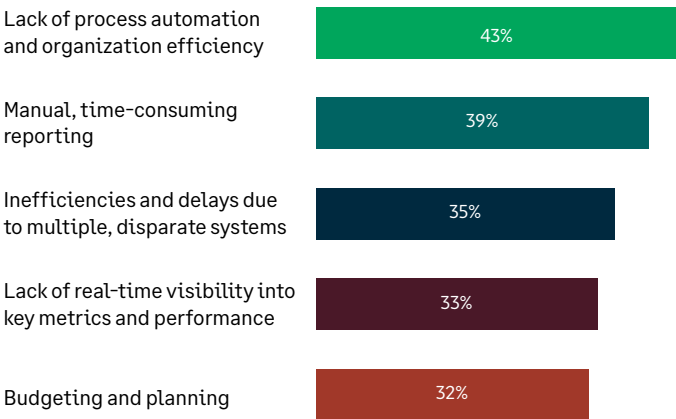 Lack of process automation
and organization efficiency
43%
Manual, time-consuming
reporting
39%
Inefficiencies and delays due
to multiple, disparate systems
35%
Lack of real-time visibility into
key metrics and performance
33%
Budgeting and planning
32%